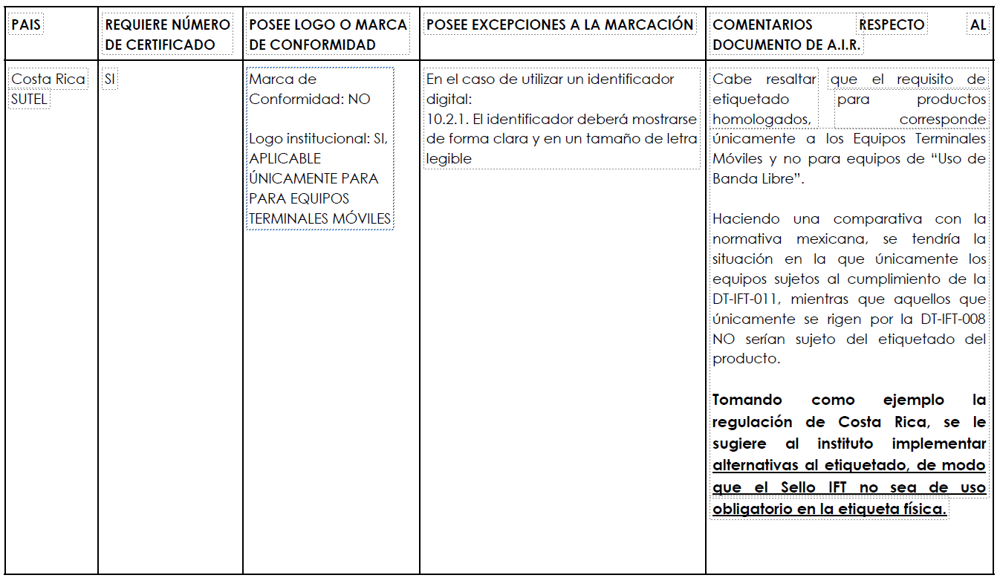 PAIS
REQUIERE NÚMERO
DE CERTIFICADO
POSEE LOGO O MARCA
DE CONFORMIDAD
POSEE EXCEPCIONES A LA MARCACIÓN
COMENTARIOS RESPECTO AL
DOCUMENTO DE A.I.R.
Costa Rica
SUTEL
SI
Marca de
Conformidad: NO
Logo institucional: SI,
APLICABLE
ÚNICAMENTE PARA
PARA EQUIPOS
TERMINALES MÓVILES
En el caso de utilizar un identificador
digital:
10.2.1. El identificador deberá mostrarse
de forma clara y en un tamaño de letra
legible
Cabe resaltar que el requisito de
etiquetado para productos
homologados, corresponde
únicamente a los Equipos Terminales
Móviles y no para equipos de “Uso de
Banda Libre”.
Haciendo una comparativa con la
normativa mexicana, se tendría la
situación en la que únicamente los
equipos sujetos al cumplimiento de la
DT-IFT-011, mientras que aquellos que
únicamente se rigen por la DT-IFT-008
NO serían sujeto del etiquetado del
producto.
Tomando como ejemplo la
regulación de Costa Rica, se le
sugiere al instituto implementar
alternativas al etiquetado, de modo
que el Sello IFT no sea de uso
obligatorio en la etiqueta física.